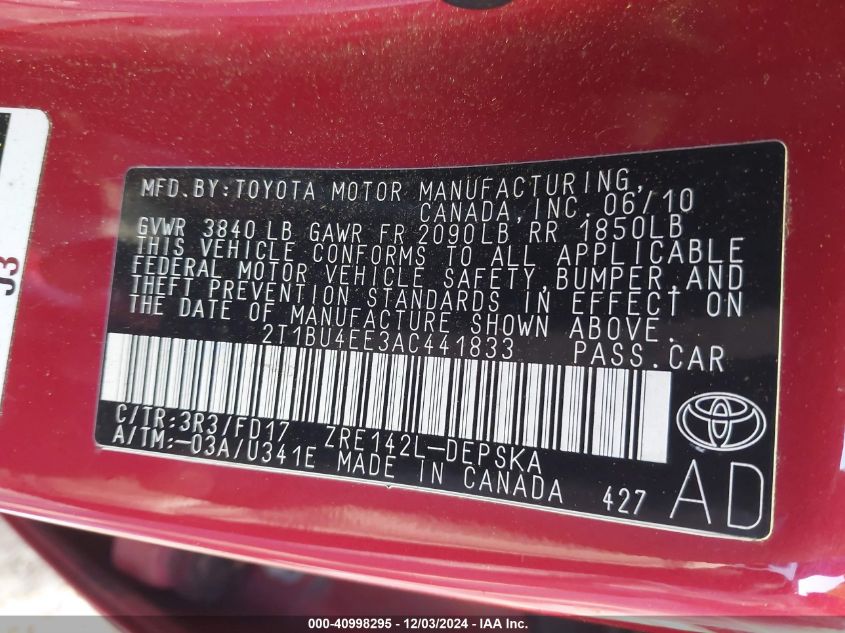 J3
MFD.BY:TOYOTA MOTOR MANUFACTURING,
CANADA,INC.06/10
GVWR 3840 LB GAWR FR 2090LB RR 1850LB
THIS VEHICLE CONFORMS TO ALL APPLICABLE
FEDERAL MOTOR VEHICLE SAFETY,BUMPER,AND
THEFT PREVENTION STANDARDS IN EFFECT ON
THE DATE OF MANUFACTURE SHOWN ABOVE.
2T1BU4EE3AC441833 PASS.CAR
C/TR:3R3/FD17 ZRE142L-DEPSKA
A/TM:-03A/U341E MADE IN CANADA 427 AD
000-40998295 - 12/03/2024 - IAA Inc.